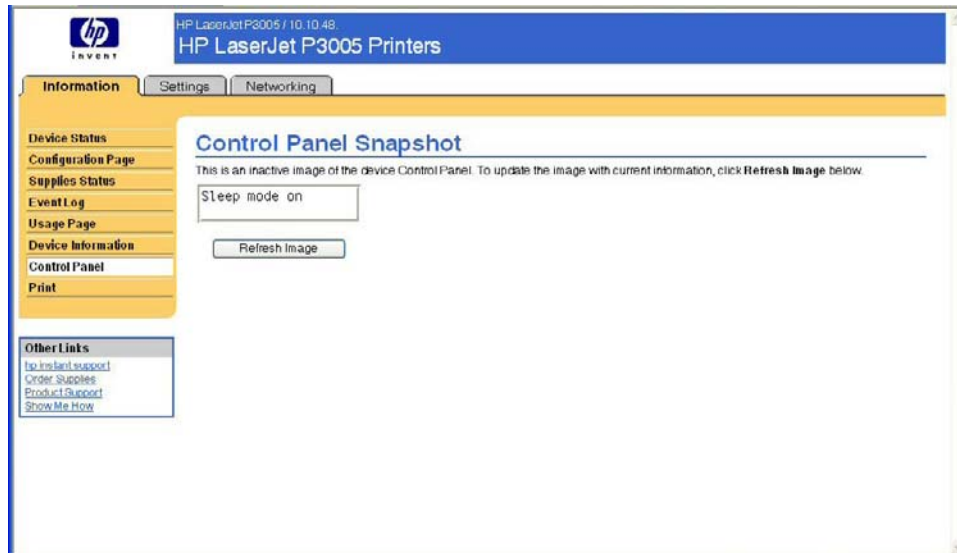 hp
invent
HP LaserJet P3005 / 10.10.48.
HP LaserJet P3005 Printers
Information
Settings
Networking
Device Status
Configuration Page
Supplies Status
Event Log
Usage Page
Device Information
Control Panel
Print
Other Links
hp instant support
Order Supplies
Product Support
Show Me How
Control Panel Snapshot
This is an inactive image of the device Control Panel. To update the image with current information, click Refresh Image below.
Sleep mode on
Refresh Image